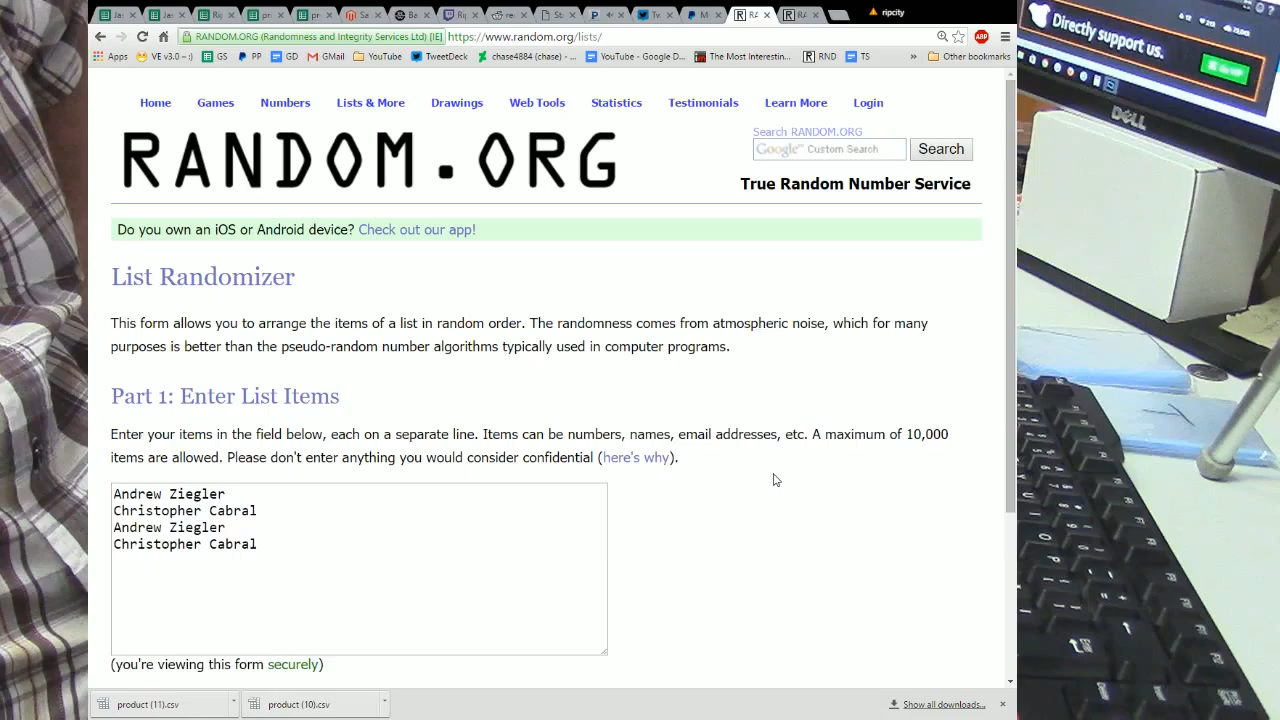 ripcity
RANDOM.ORG (Randomness and Integrity Services Ltd) [IE] https://www.random.org/lists/
Apps VE v3.0 ~ :) GS PP GD GMail YouTube TweetDeck chase4884 (chase) - ... YouTube - Google D... The Most Interestin... RND TS » Other bookmarks
Home Games Numbers Lists & More Drawings Web Tools Statistics Testimonials Learn More Login
RANDOM.ORG
Search RANDOM.ORG
Google™ Custom Search Search
True Random Number Service
Do you own an iOS or Android device? Check out our app!
List Randomizer
This form allows you to arrange the items of a list in random order. The randomness comes from atmospheric noise, which for many
purposes is better than the pseudo-random number algorithms typically used in computer programs.
Part 1: Enter List Items
Enter your items in the field below, each on a separate line. Items can be numbers, names, email addresses, etc. A maximum of 10,000
items are allowed. Please don't enter anything you would consider confidential (here's why).
Andrew Ziegler
Christopher Cabral
Andrew Ziegler
Christopher Cabral
(you're viewing this form securely)
product (11).csv product (10).csv Show all downloads...
Directly support us.
DELL